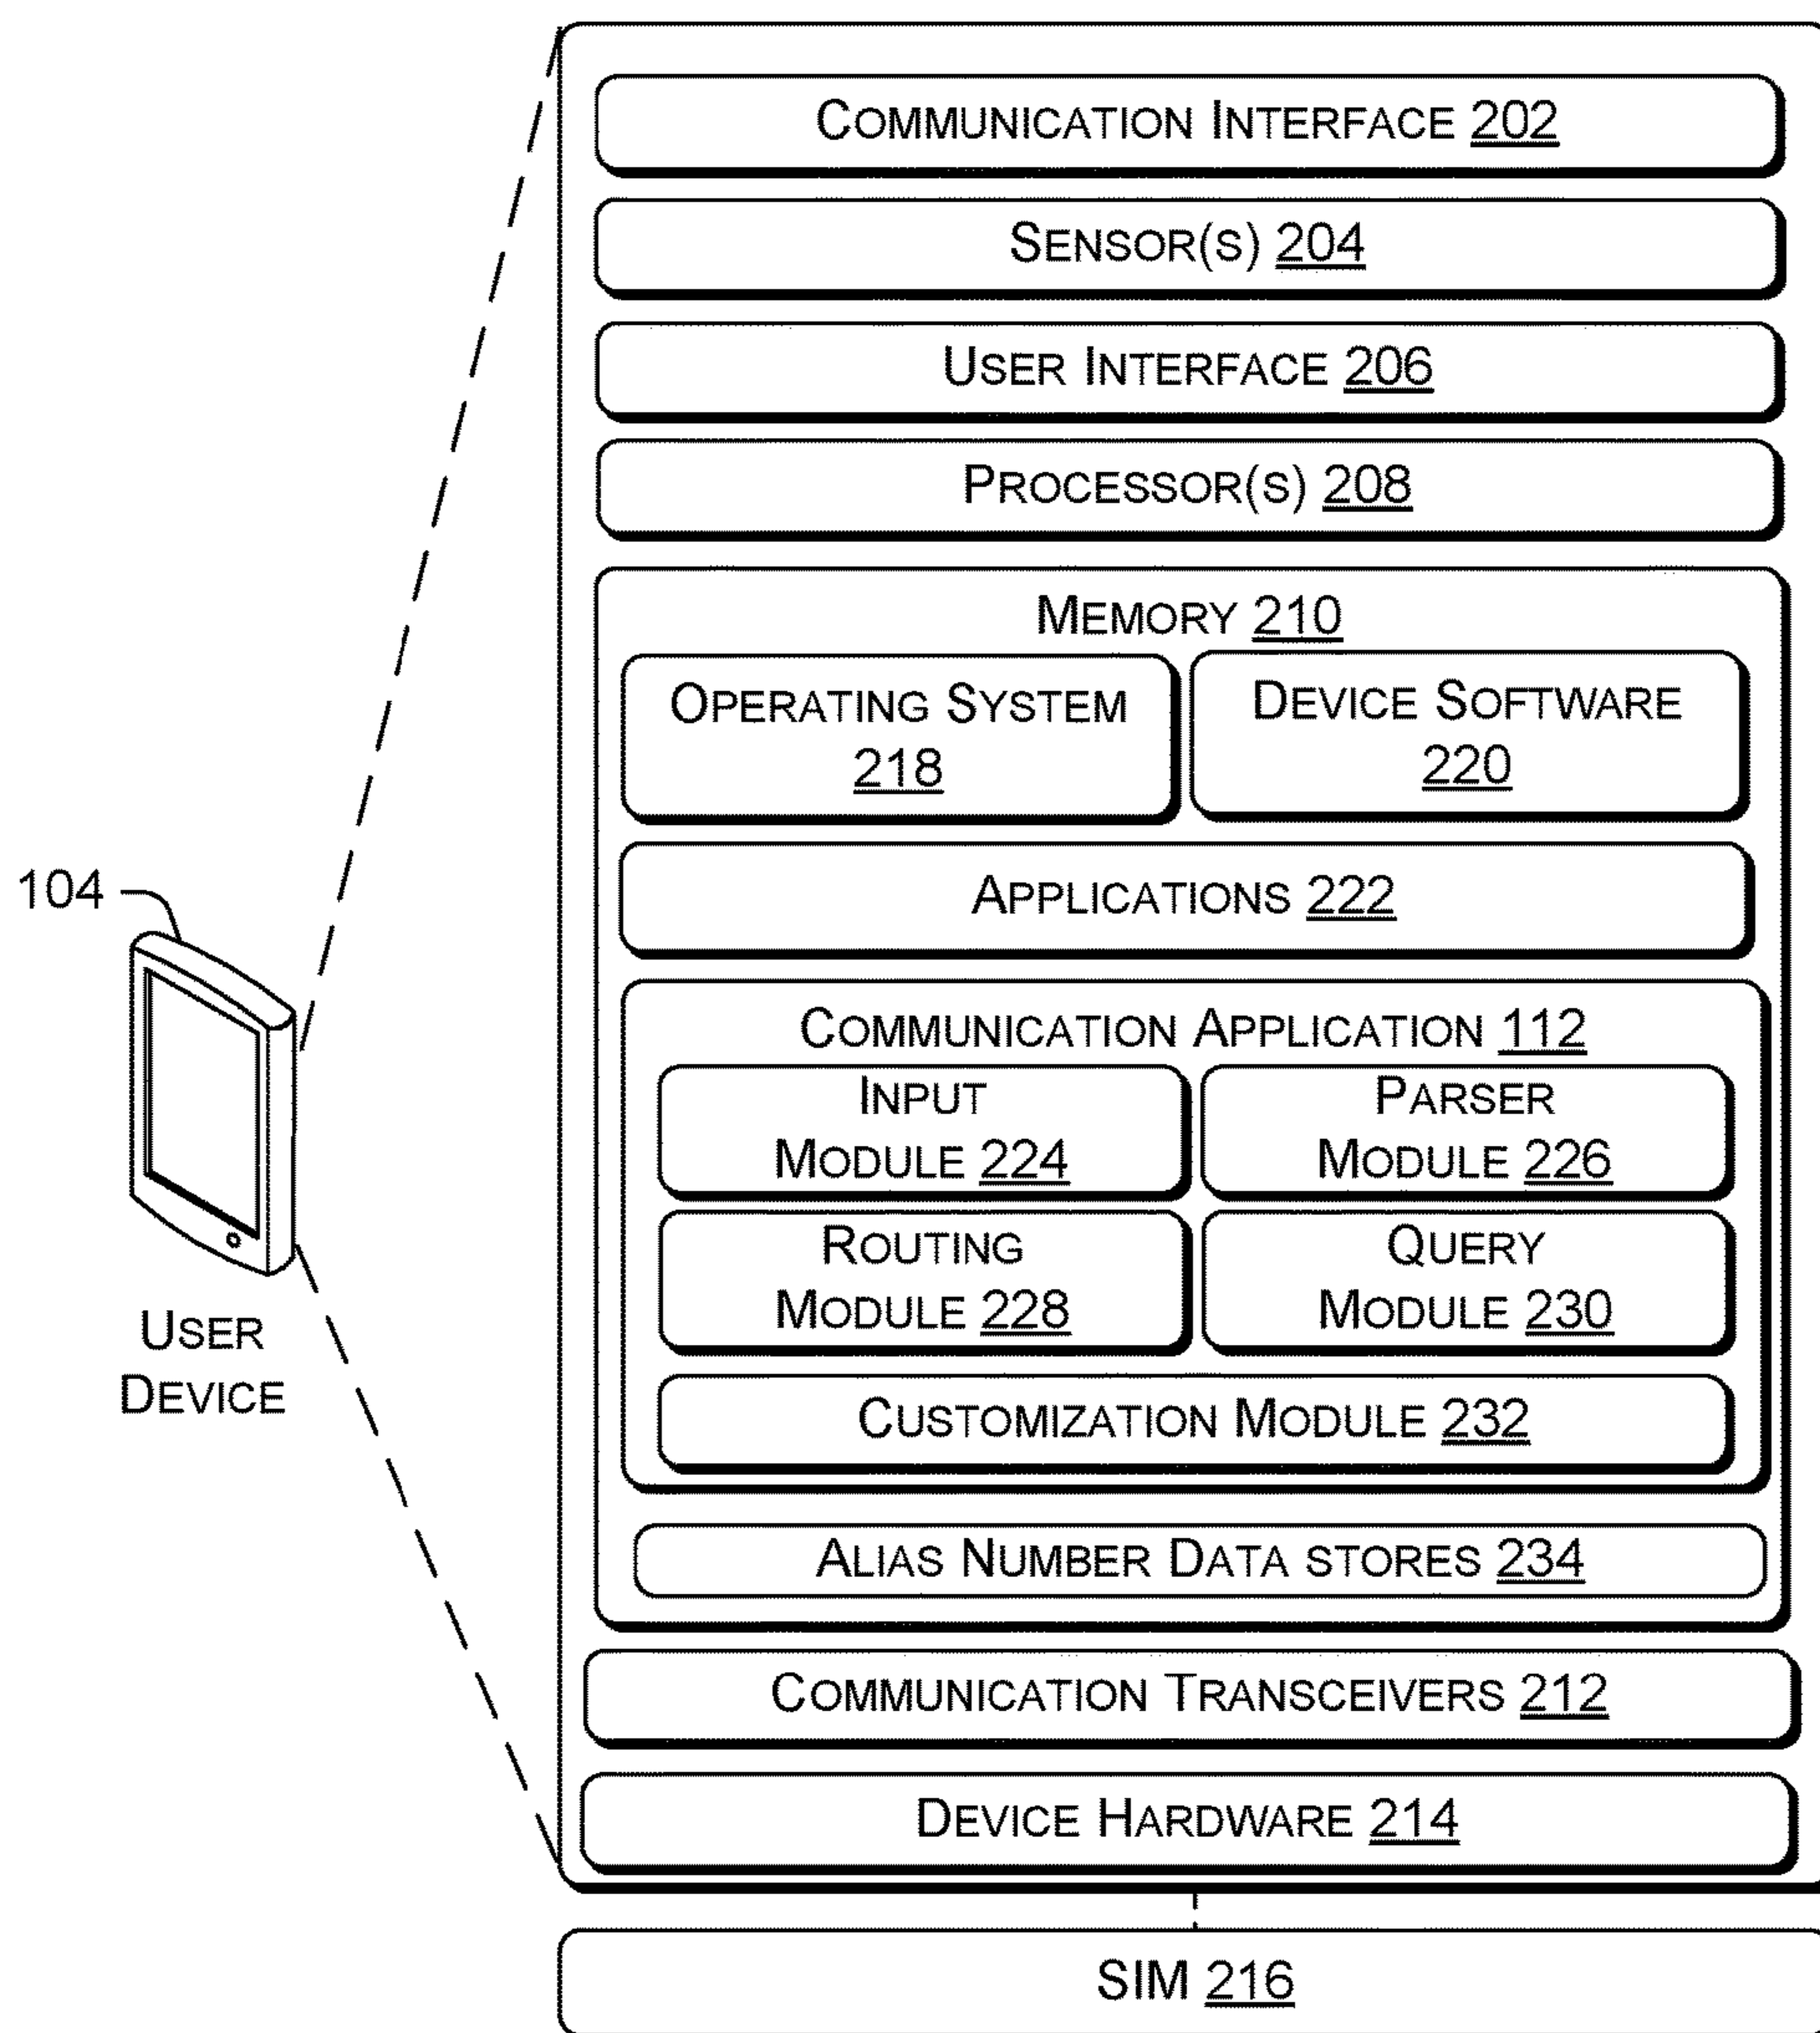 COMMUNICATION INTERFACE 202
SENSOR(S) 204
USER INTERFACE 206
PROCESSOR(S) 208
MEMORY 210
OPERATING SYSTEM
218
DEVICE SOFTWARE
220
APPLICATIONS 222
COMMUNICATION APPLICATION 112
INPUT
MODULE 224
PARSER
MODULE 226
ROUTING
MODULE 228
QUERY
MODULE 230
CUSTOMIZATION MODULE 232
ALIAS NUMBER DATA STORES 234
COMMUNICATION TRANSCEIVERS 212
DEVICE HARDWARE 214
SIM 216
104
USER
DEVICE